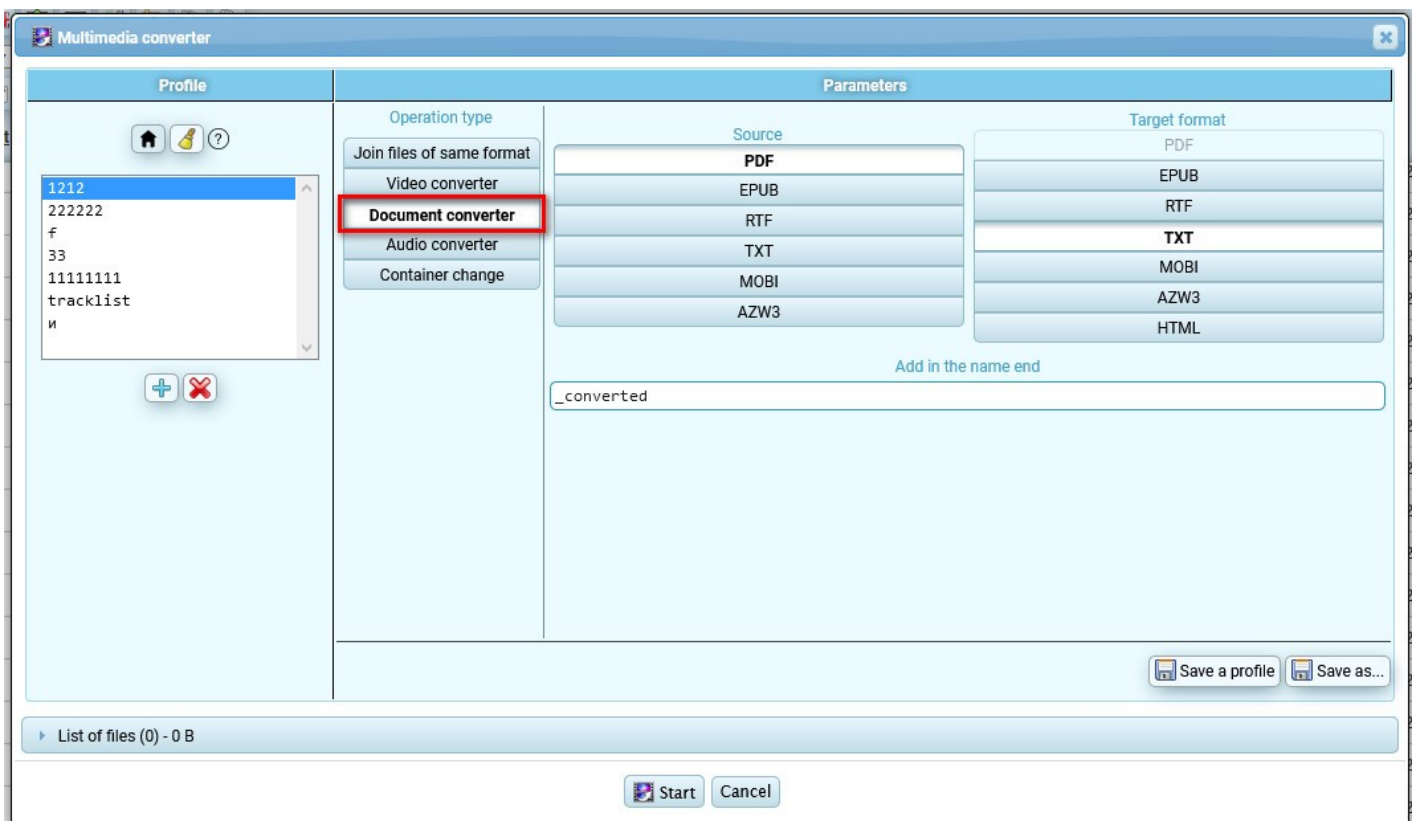 Multimedia converter
Profile
Parameters
1212
222222
f
33
11111111
tracklist
и
Operation type
Join files of same format
Video converter
Document converter
Audio converter
Container change
Source
PDF
EPUB
RTF
TXT
MOBI
AZW3
Target format
PDF
EPUB
RTF
TXT
MOBI
AZW3
HTML
Add in the name end
_converted
Save a profile
Save as...
List of files (0) - 0 B
Start
Cancel